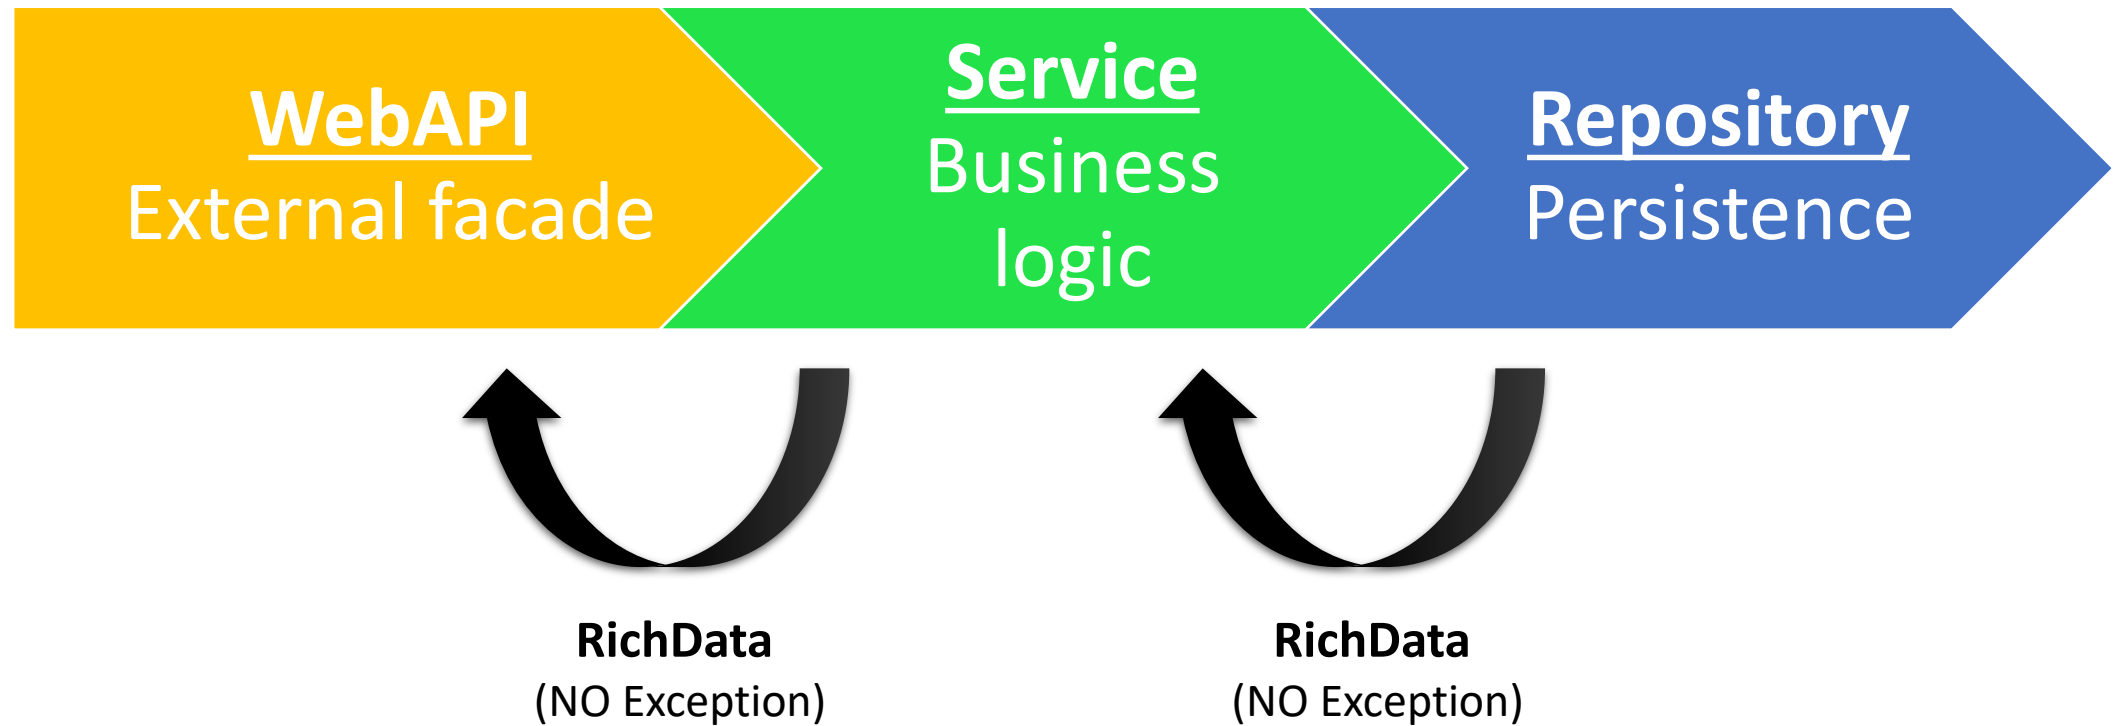 WebAPI
External facade
Service
Business
logic
Repository
Persistence
RichData
(NO Exception)
RichData
(NO Exception)